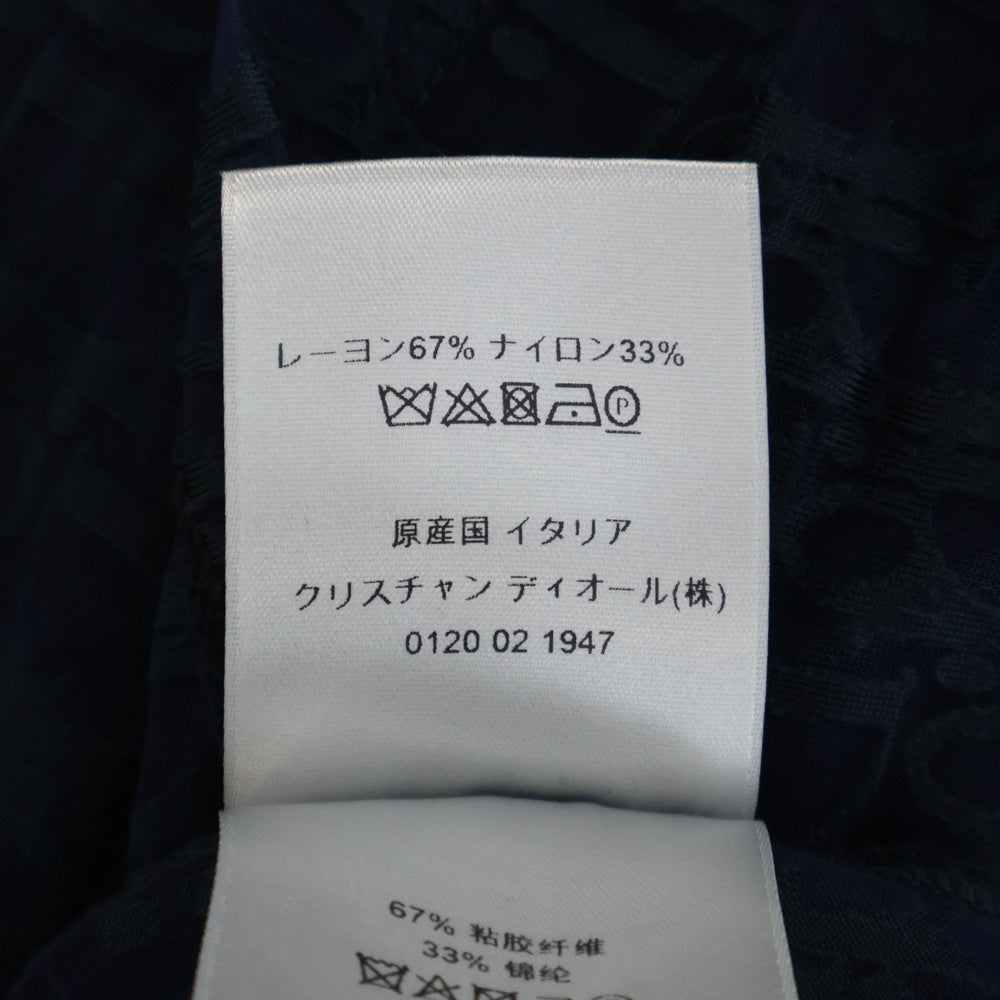 レーヨン67% ナイロン33%
P
原産国 イタリア
クリスチャン ディオール(株)
0120 02 1947
67% 粘胶纤维
33% 锦纶